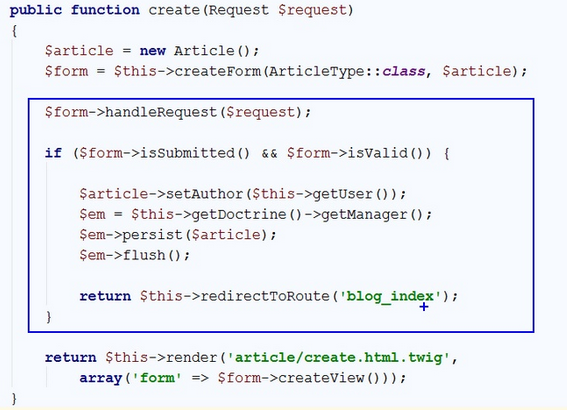 public function create(Request $request)
{
    $article = new Article();
    $form = $this->createForm(ArticleType::class, $article);
    $form->handleRequest($request);
    if ($form->isSubmitted() && $form->isValid()) {
        $article->setAuthor($this->getUser());
        $em = $this->getDoctrine()->getManager();
        $em->persist($article);
        $em->flush();
        return $this->redirectToRoute('blog_index');
    }
    return $this->render('article/create.html.twig',
        array('form' => $form->createView()));
}